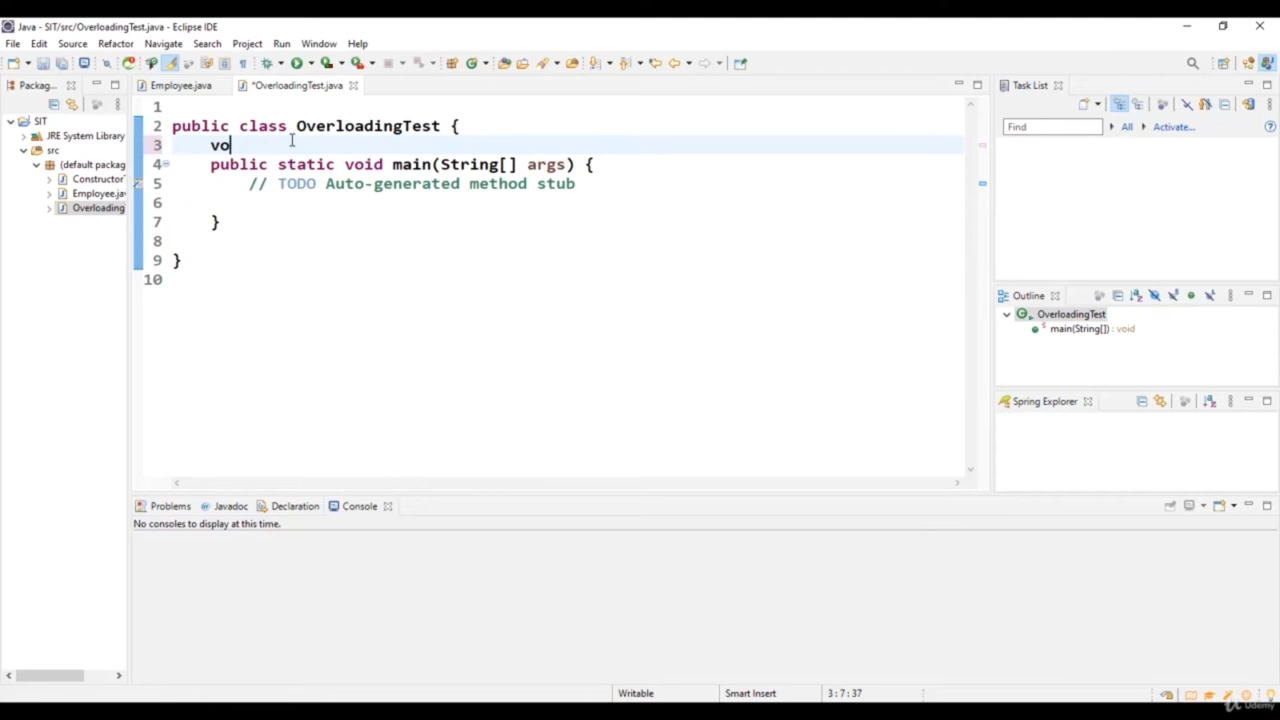 Java - SIT/src/OverloadingTest.java - Eclipse IDE
File Edit Source Refactor Navigate Search Project Run Window Help
Packag... Employee.java *OverloadingTest.java Task List
Find All Activate...
SIT
JRE System Library
src
(default packag
Constructor
Employee.jav
Overloading
1
2 public class OverloadingTest {
3 vo
4 public static void main(String[] args) {
5 // TODO Auto-generated method stub
6
7 }
8
9 }
10
Outline
OverloadingTest
main(String[]) : void
Spring Explorer
Problems Javadoc Declaration Console
No consoles to display at this time.
Writable Smart Insert 3 : 7 : 37
Udemy